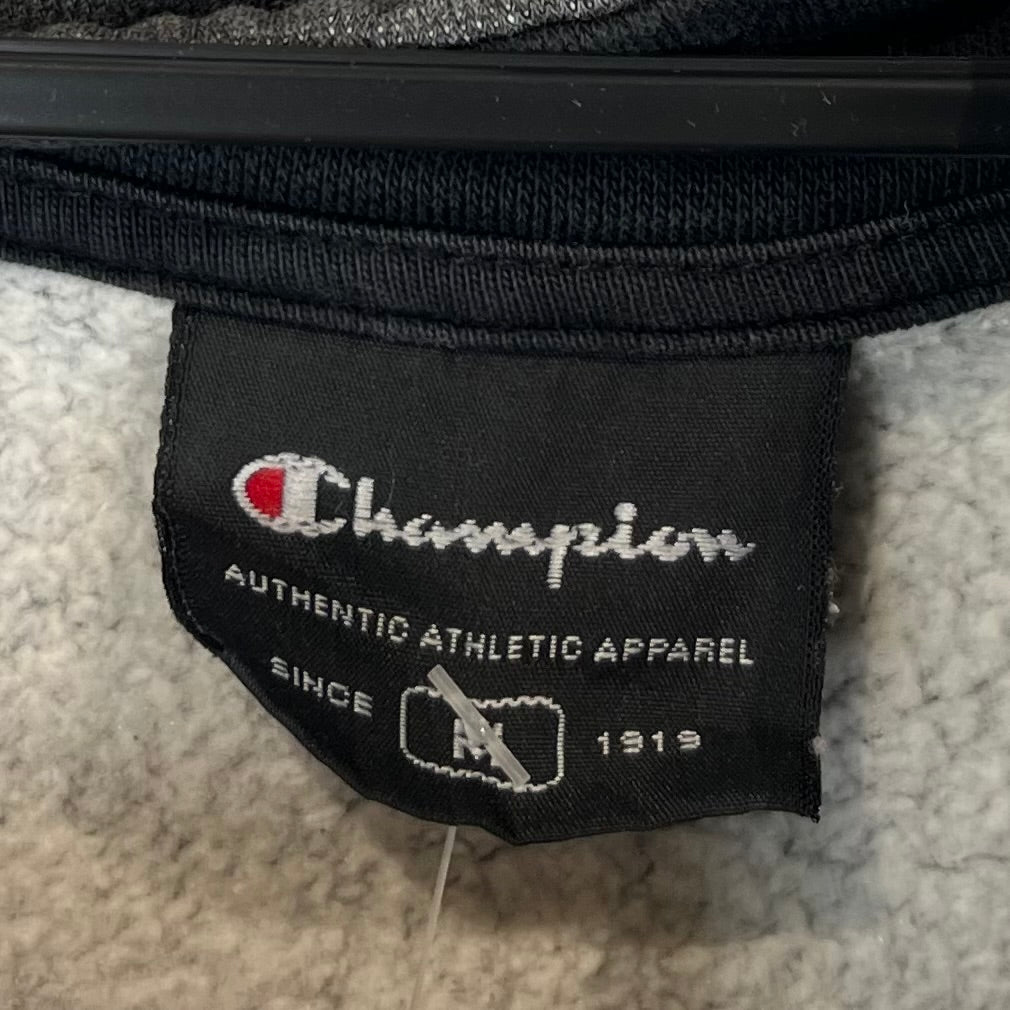 Champion
AUTHENTIC ATHLETIC APPAREL
SINCE M 1919